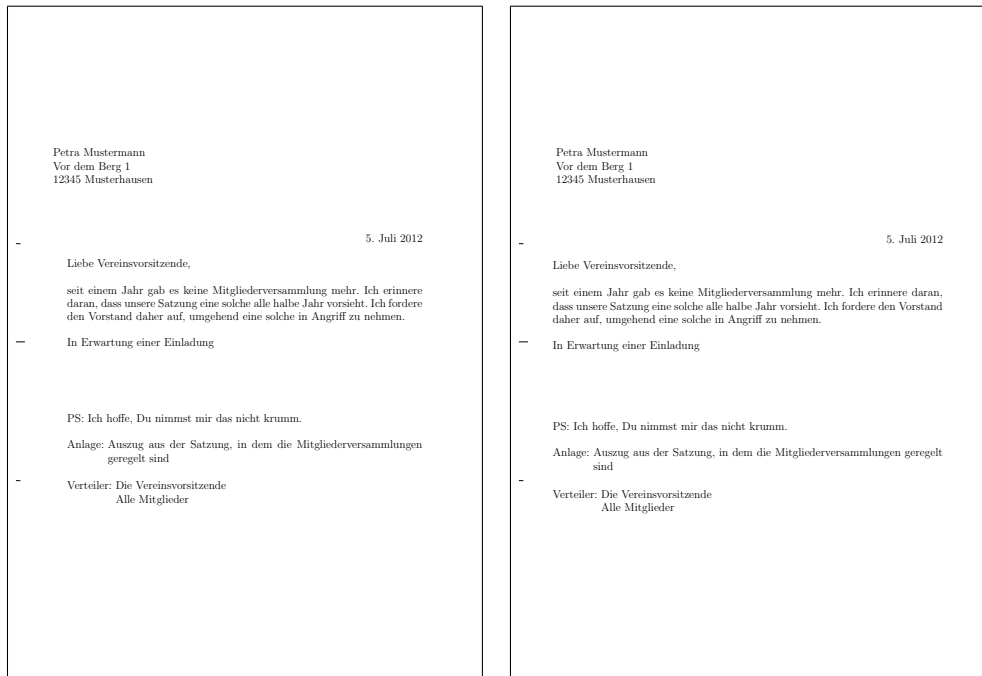 Petra Mustermann
Vor dem Berg 1
12345 Musterhausen
5. Juli 2012
Liebe Vereinsvorsitzende,
seit einem Jahr gab es keine Mitgliederversammlung mehr. Ich erinnere
daran, dass unsere Satzung eine solche alle halbe Jahr vorsieht. Ich fordere
den Vorstand daher auf, umgehend eine solche in Angriff zu nehmen.
In Erwartung einer Einladung
PS: Ich hoffe, Du nimmst mir das nicht krumm.
Anlage: Auszug aus der Satzung, in dem die Mitgliederversammlungen
geregelt sind
Verteiler: Die Vereinsvorsitzende
Alle Mitglieder
Petra Mustermann
Vor dem Berg 1
12345 Musterhausen
5. Juli 2012
Liebe Vereinsvorsitzende,
seit einem Jahr gab es keine Mitgliederversammlung mehr. Ich erinnere daran,
dass unsere Satzung eine solche alle halbe Jahr vorsieht. Ich fordere den Vorstand
daher auf, umgehend eine solche in Angriff zu nehmen.
In Erwartung einer Einladung
PS: Ich hoffe, Du nimmst mir das nicht krumm.
Anlage: Auszug aus der Satzung, in dem die Mitgliederversammlungen geregelt
sind
Verteiler: Die Vereinsvorsitzende
Alle Mitglieder